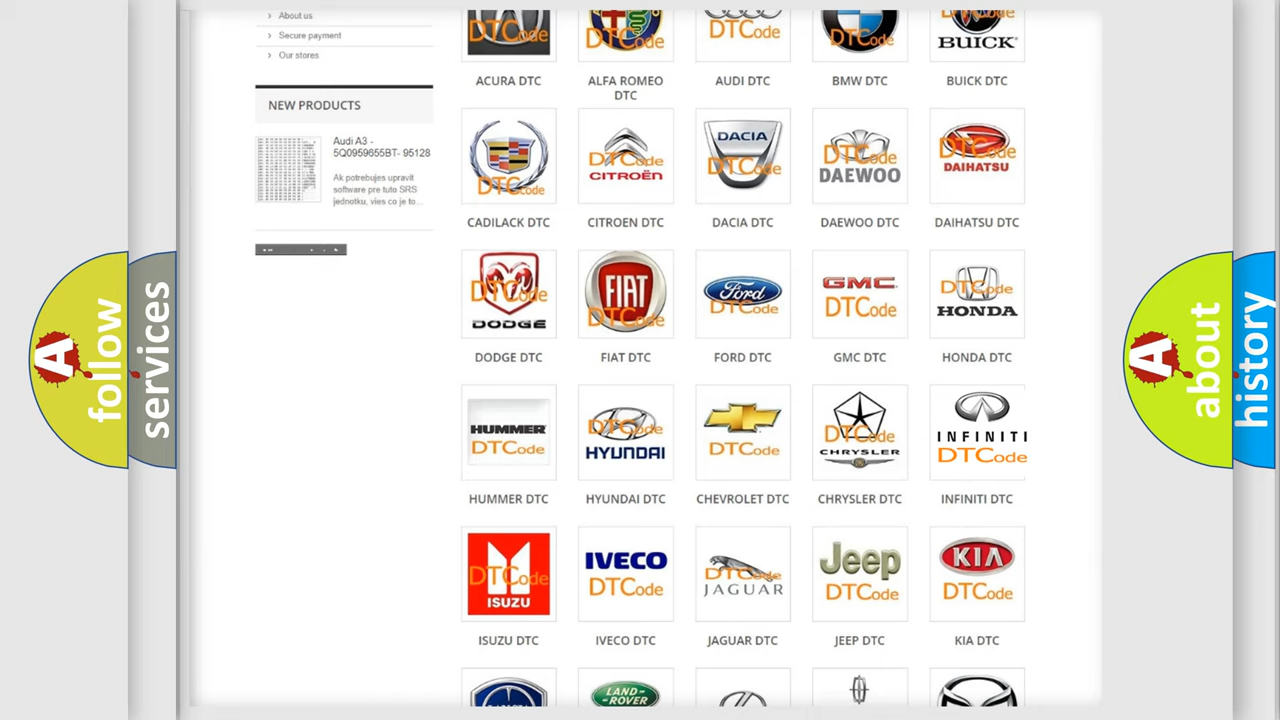 About us
Secure payment
Our stores
NEW PRODUCTS
Audi A3 -
5Q0959655BT- 95128
Ak potrebujes upravit
software pre tuto SRS
jednotku, vies co je to...
DTCode
DTCode
DTCode
DTCode
BUICK
ACURA DTC
ALFA ROMEO
DTC
AUDI DTC
BMW DTC
BUICK DTC
DTCode
DTCode
CITROËN
DACIA
DTCode
DTCode
DAEWOO
DTCode
DAIHATSU
CADILACK DTC
CITROEN DTC
DACIA DTC
DAEWOO DTC
DAIHATSU DTC
DTCode
DODGE
FIAT
DTCode
Ford
DTCode
GMC
DTCode
DTCode
HONDA
DODGE DTC
FIAT DTC
FORD DTC
GMC DTC
HONDA DTC
HUMMER
DTCode
DTCode
HYUNDAI
DTCode
DTCode
CHRYSLER
INFINITI
DTCode
HUMMER DTC
HYUNDAI DTC
CHEVROLET DTC
CHRYSLER DTC
INFINITI DTC
DTCode
ISUZU
IVECO
DTCode
DTCode
JAGUAR
Jeep
DTCode
KIA
DTCode
ISUZU DTC
IVECO DTC
JAGUAR DTC
JEEP DTC
KIA DTC
LAND-
ROVER
A
follow
services
A
about
history